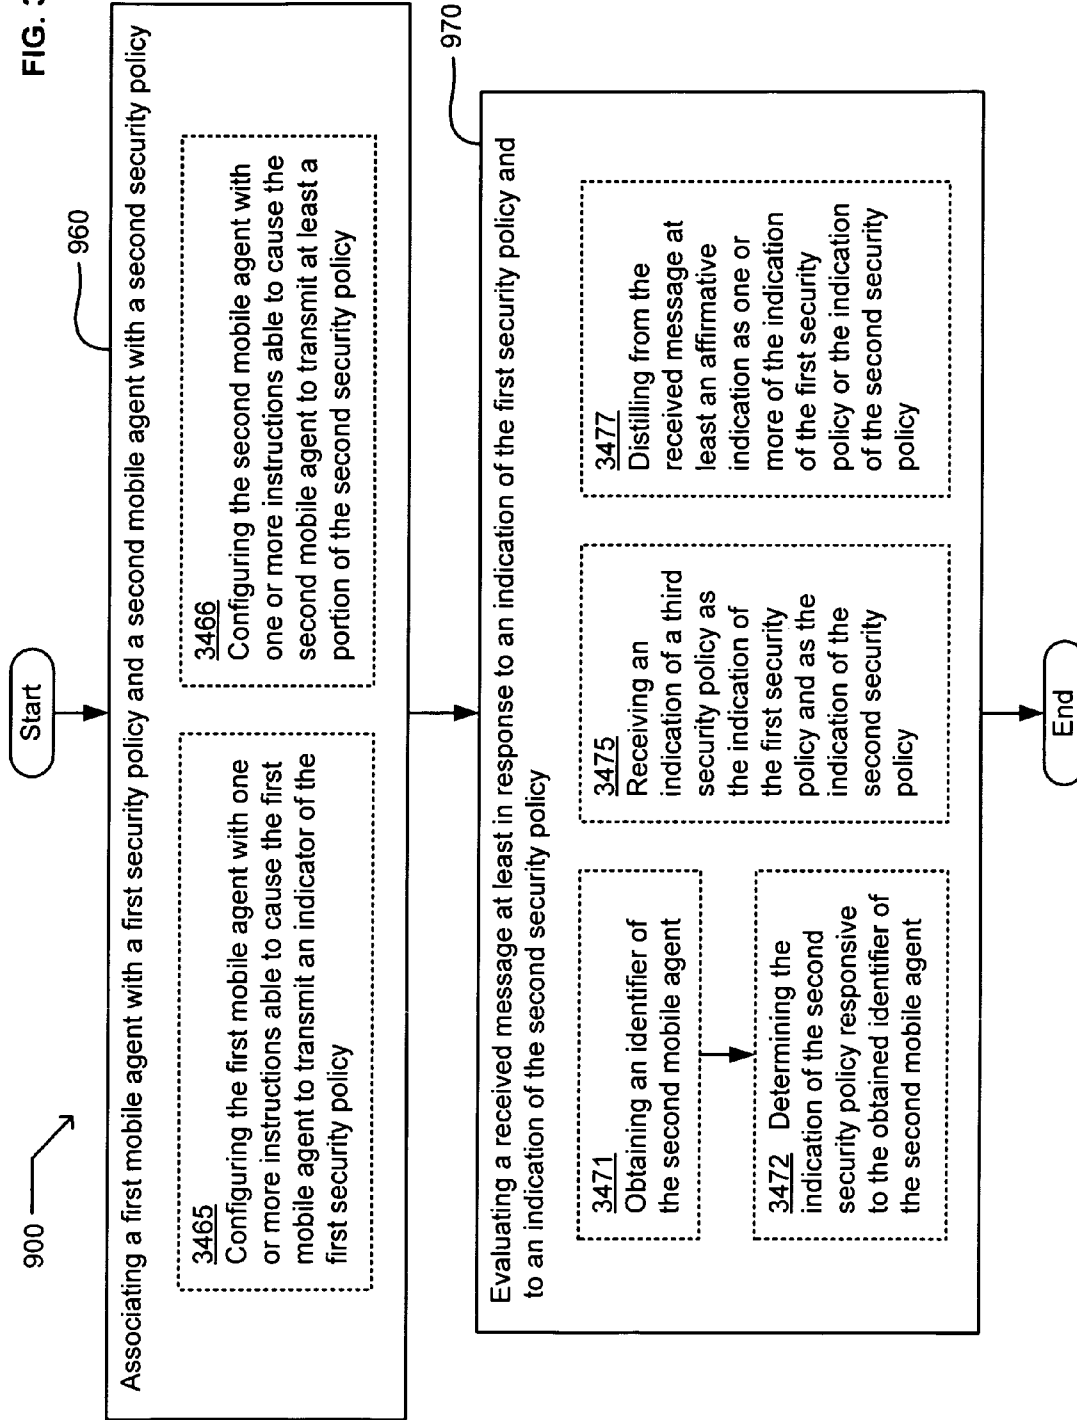 FIG. 3
900
Start
960
Associating a first mobile agent with a first security policy and a second mobile agent with a second security policy
3465
Configuring the first mobile agent with one
or more instructions able to cause the first
mobile agent to transmit an indicator of the
first security policy
3466
Configuring the second mobile agent with
one or more instructions able to cause the
second mobile agent to transmit at least a
portion of the second security policy
970
Evaluating a received message at least in response to an indication of the first security policy and
to an indication of the second security policy
3471
Obtaining an identifier of
the second mobile agent
3472 Determining the
indication of the second
security policy responsive
to the obtained identifier of
the second mobile agent
3475
Receiving an
indication of a third
security policy as
the indication of
the first security
policy and as the
indication of the
second security
policy
3477
Distilling from the
received message at
least an affirmative
indication as one or
more of the indication
of the first security
policy or the indication
of the second security
policy
End